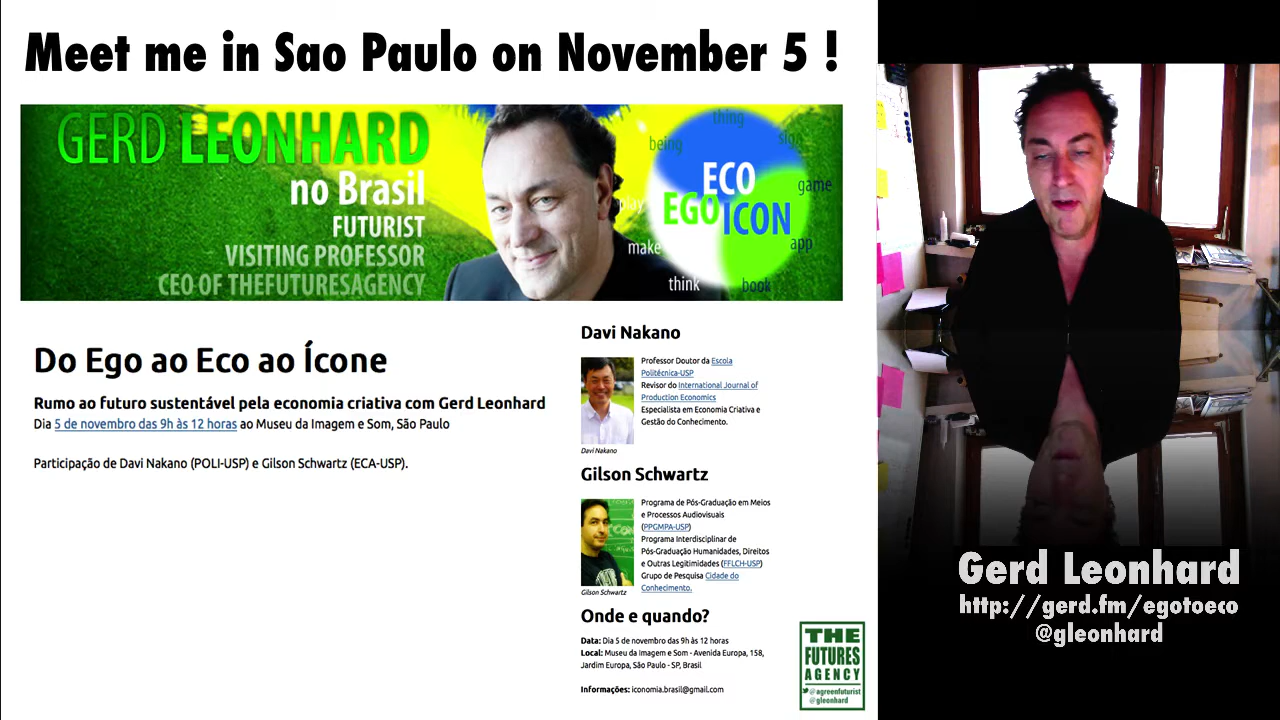 Meet me in Sao Paulo on November 5 !
GERD LEONHARD
no Brasil
FUTURIST
VISITING PROFESSOR
CEO OF THEFUTURESAGENCY
thing
being
sign
ECO
game
play
EGO
ICON
make
app
think
book
Do Ego ao Eco ao Ícone
Rumo ao futuro sustentável pela economia criativa com Gerd Leonhard
Dia 5 de novembro das 9h às 12 horas ao Museu da Imagem e Som, São Paulo
Participação de Davi Nakano (POLI-USP) e Gilson Schwartz (ECA-USP).
Davi Nakano
Professor Doutor da Escola
Politécnica-USP
Revisor do International Journal of
Production Economics
Especialista em Economia Criativa e
Gestão do Conhecimento.
Davi Nakano
Gilson Schwartz
Programa de Pós-Graduação em Meios
e Processos Audiovisuais
(PPGMPA-USP)
Programa Interdisciplinar de
Pós-Graduação Humanidades, Direitos
e Outras Legitimidades (FFLCH-USP)
Grupo de Pesquisa Cidade do
Conhecimento.
Gilson Schwartz
Onde e quando?
Data: Dia 5 de novembro das 9h às 12 horas
Local: Museu da Imagem e Som - Avenida Europa, 158,
Jardim Europa, São Paulo - SP, Brasil
Informações: iconomia.brasil@gmail.com
THE
FUTURES
AGENCY
@agreenfuturist
@gleonhard
Gerd Leonhard
http://gerd.fm/egotoeco
@gleonhard